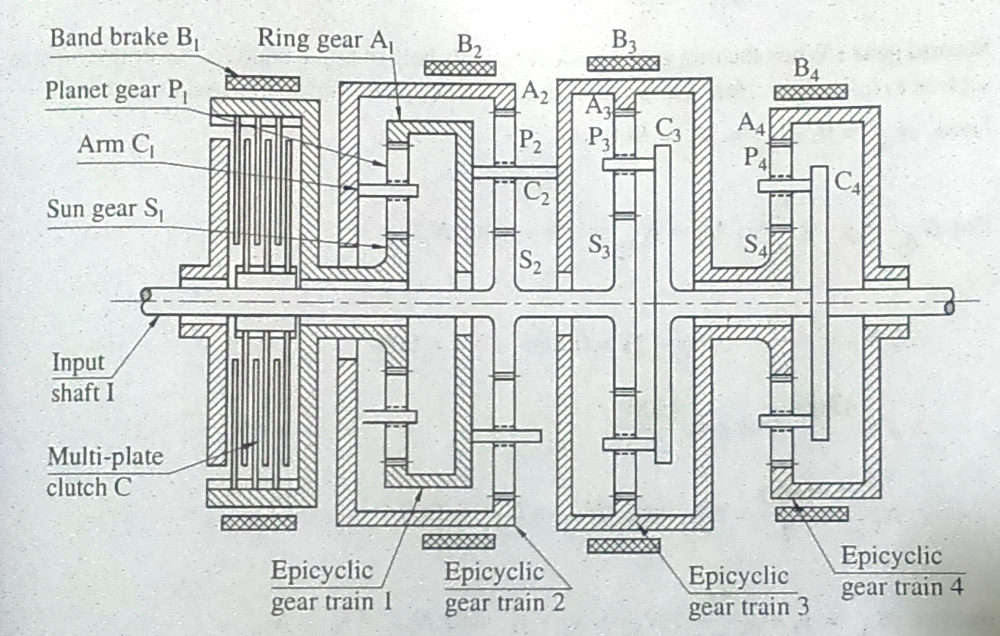 Band brake B1
Ring gear A1
B2
B3
B4
Planet gear P1
A2
A3
C3
A4
Arm C1
P2
P3
P4
C2
C4
Sun gear S1
S2
S3
S4
Input
shaft I
Multi-plate
clutch C
Epicyclic
gear train 1
Epicyclic
gear train 2
Epicyclic
gear train 3
Epicyclic
gear train 4